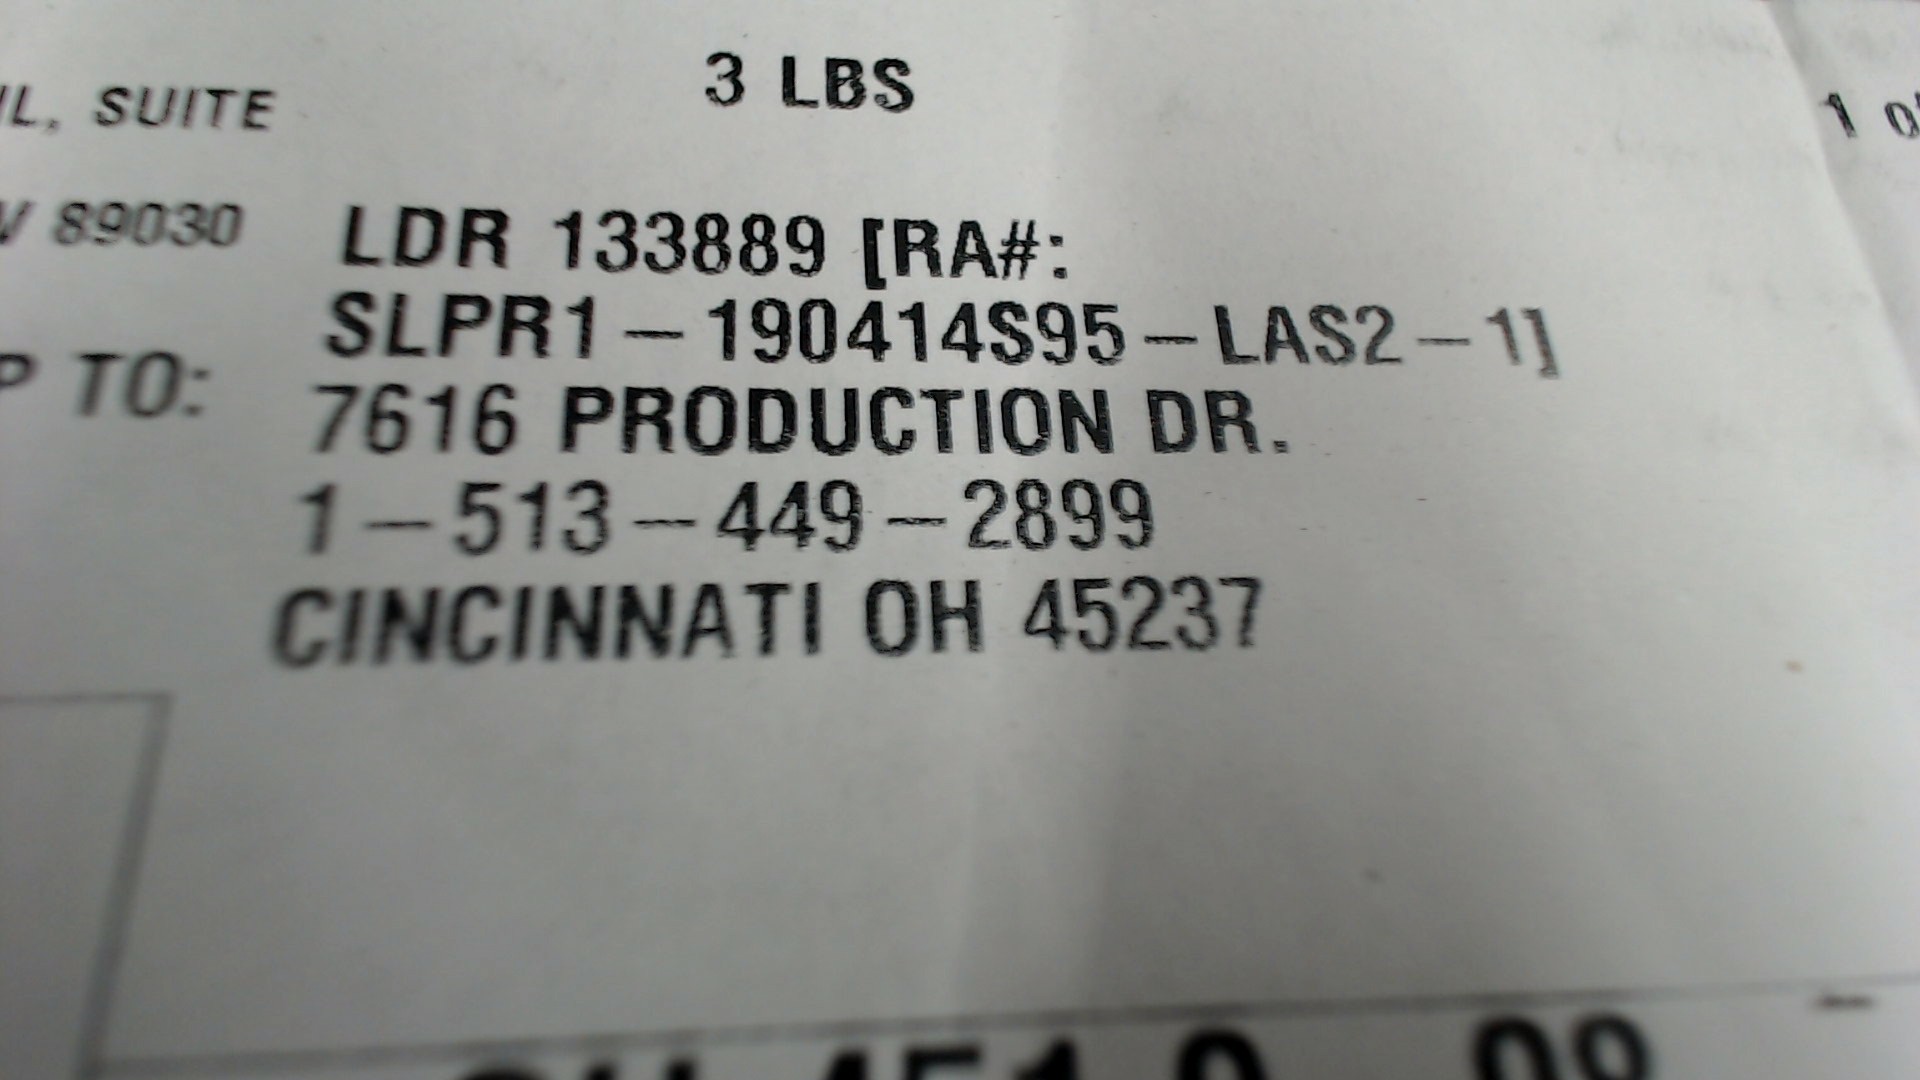 3 LBS
SUITE
89030
LDR 133889 [RA#:
SLPR1-190414S95-LAS2-1]
TO:
7616 PRODUCTION DR.
1-513-449-2899
CINCINNATI OH 45237
1